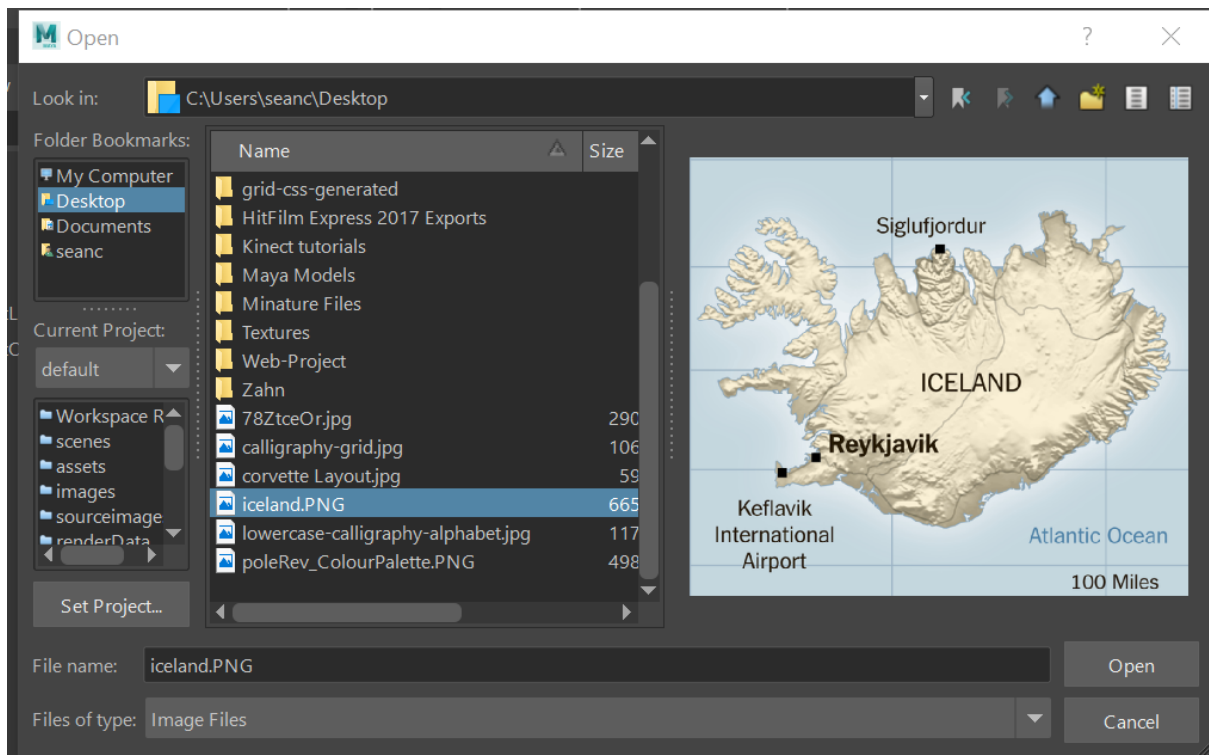 Open
Look in:
C:\Users\seanc\Desktop
Folder Bookmarks:
My Computer
Desktop
Documents
seanc
Current Project:
default
Workspace R
scenes
assets
images
sourceimage
renderData
Set Project...
Name Size
grid-css-generated
HitFilm Express 2017 Exports
Kinect tutorials
Maya Models
Minature Files
Textures
Web-Project
Zahn
78ZtceOr.jpg 290
calligraphy-grid.jpg 106
corvette Layout.jpg 59
iceland.PNG 665
lowercase-calligraphy-alphabet.jpg 117
poleRev_ColourPalette.PNG 498
Siglufjordur
ICELAND
Reykjavik
Keflavik
International
Airport
Atlantic Ocean
100 Miles
File name: iceland.PNG
Open
Files of type: Image Files
Cancel